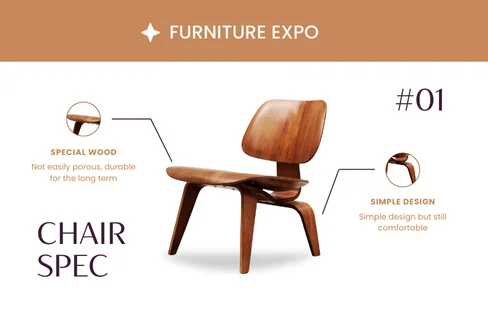 FURNITURE EXPO
#01
SPECIAL WOOD
Not easily porous, durable
for the long term
SIMPLE DESIGN
Simple design but still
comfortable
CHAIR
SPEC